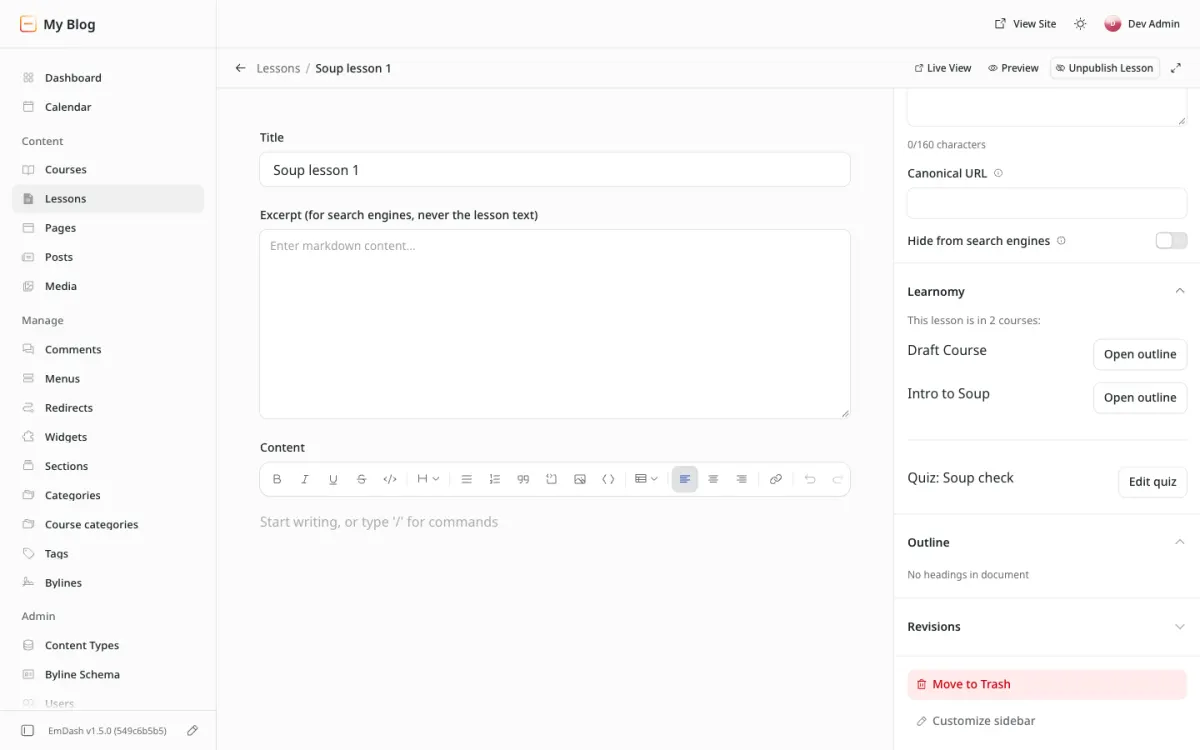 My Blog
View Site
Dev Admin
Dashboard
Calendar
Content
Courses
Lessons
Pages
Posts
Media
Manage
Comments
Menus
Redirects
Widgets
Sections
Categories
Course categories
Tags
Bylines
Admin
Content Types
Byline Schema
Users
EmDash v1.5.0 (549c6b5b5)
Lessons / Soup lesson 1
Live View
Preview
Unpublish Lesson
Title
Soup lesson 1
Excerpt (for search engines, never the lesson text)
Enter markdown content...
Content
Start writing, or type '/' for commands
0/160 characters
Canonical URL
Hide from search engines
Learnomy
This lesson is in 2 courses:
Draft Course
Open outline
Intro to Soup
Open outline
Quiz: Soup check
Edit quiz
Outline
No headings in document
Revisions
Move to Trash
Customize sidebar